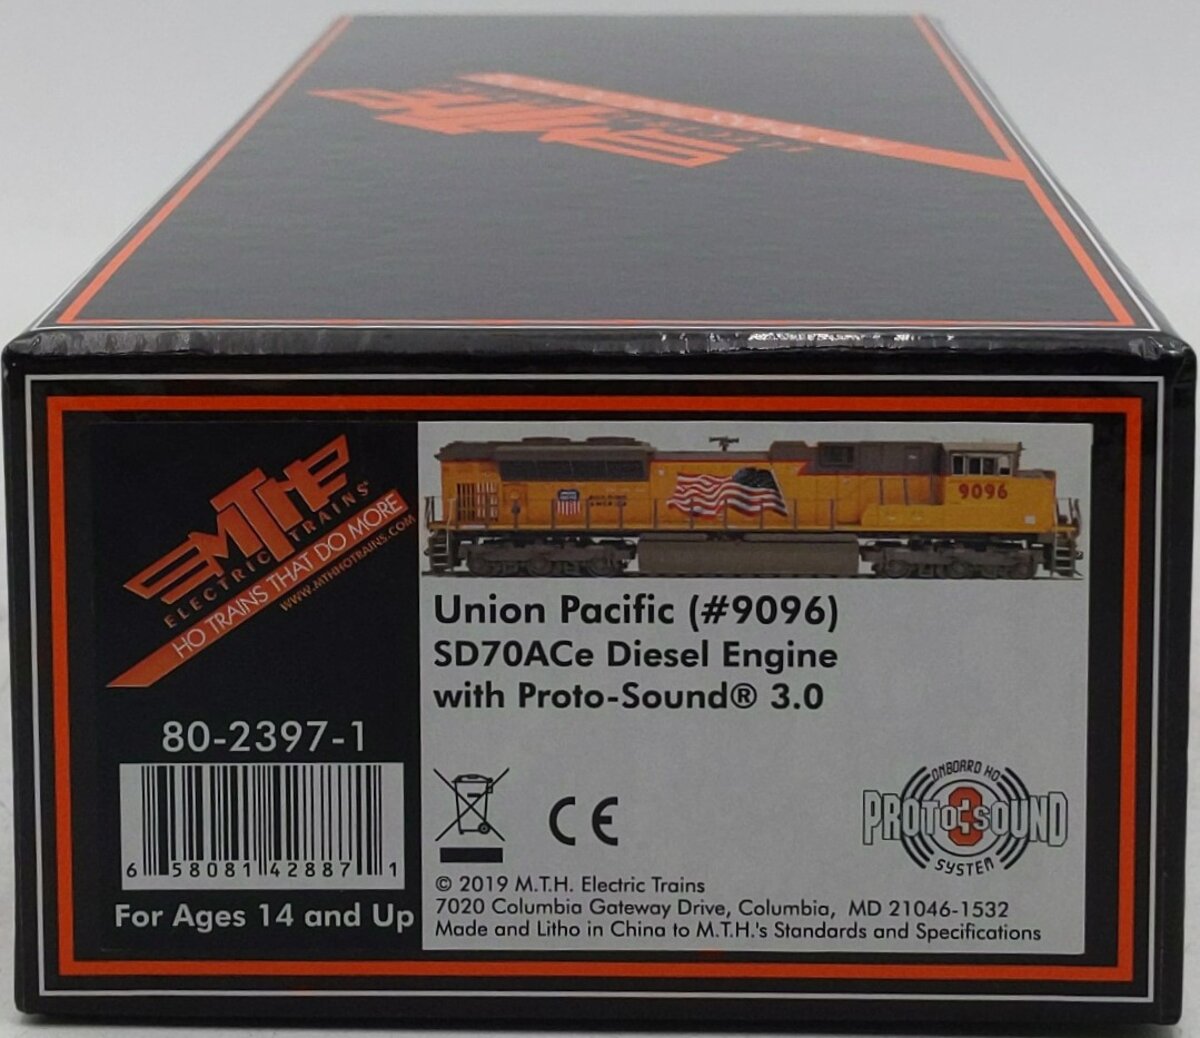 MTH
ELECTRIC TRAINS
HO TRAINS THAT DO MORE
WWW.MTHHOTRAINS.COM
80-2397-1
6 58081 42887 1
For Ages 14 and Up
9096
Union Pacific (#9096)
SD70ACe Diesel Engine
with Proto-Sound® 3.0
CE
ONBOARD HO
PROTO 3 SOUND
SYSTEM
© 2019 M.T.H. Electric Trains
7020 Columbia Gateway Drive, Columbia, MD 21046-1532
Made and Litho in China to M.T.H.'s Standards and Specifications